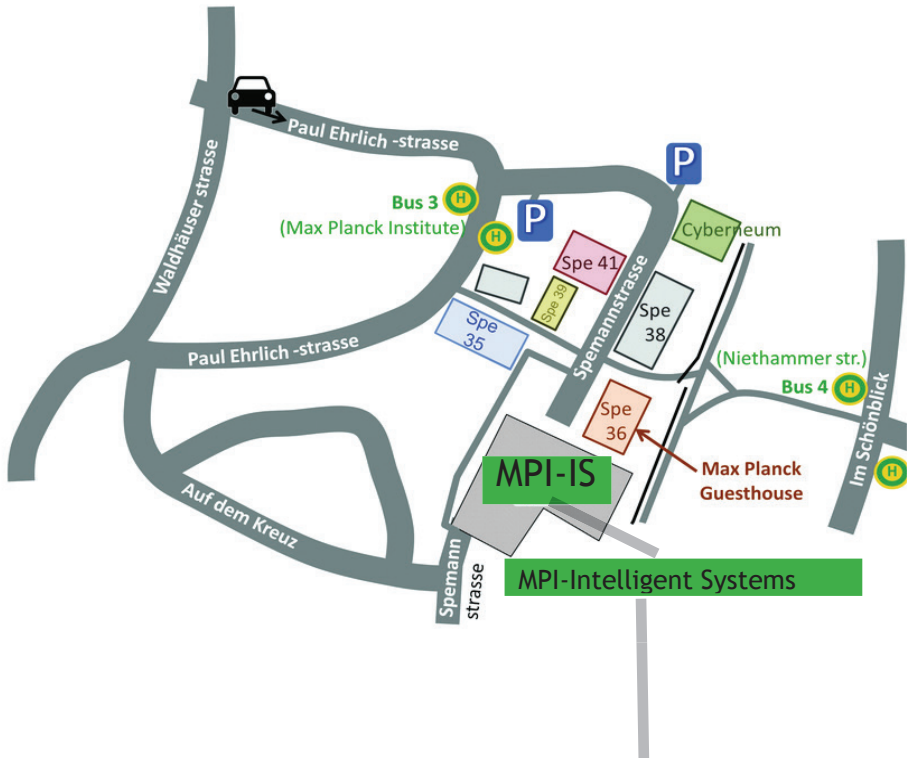 Paul Ehrlich -strasse
P
Waldhäuser strasse
Bus 3
H
(Max Planck Institute)
H
P
Cyberneum
Spe 41
Spe 39
Spemannstrasse
Spe
38
Spe
35
Paul Ehrlich -strasse
(Niethammer str.)
Bus 4
H
Im Schönblick
Spe
36
Max Planck
Guesthouse
H
MPI-IS
Auf dem Kreuz
Spemann
strasse
MPI-Intelligent Systems